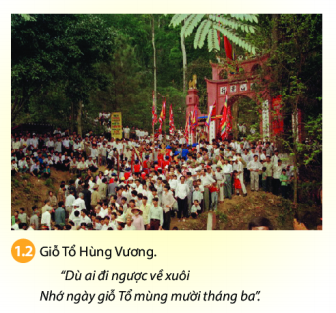 1.2 Giỗ Tổ Hùng Vương.
"Dù ai đi ngược về xuôi
Nhớ ngày giỗ Tổ mùng mười tháng ba".